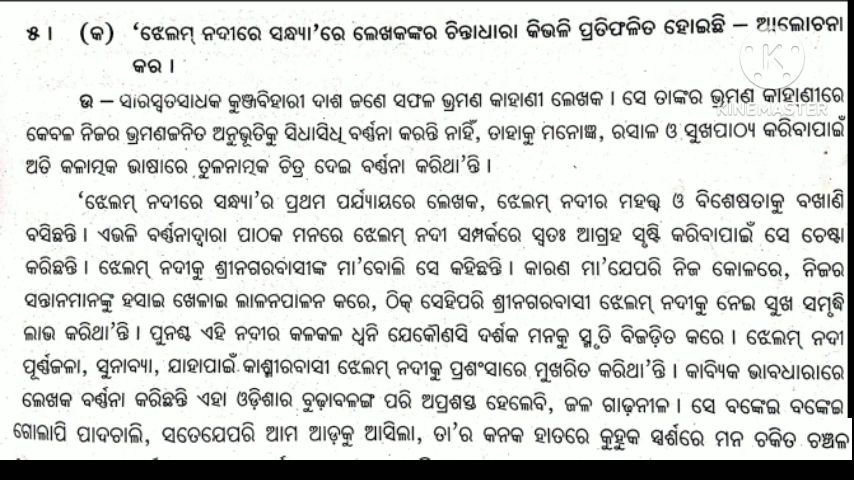 ୫। (କ) ‘ଝେଲମ୍ ନଦୀରେ ସନ୍ଧ୍ୟା’ରେ ଲେଖକଙ୍କର ଚିନ୍ତାଧାରା କିଭଳି ପ୍ରତିଫଳିତ ହୋଇଛି – ଆଲୋଚନା
କର।
ଉ – ସାରସ୍ୱତସାଧକ କୁଞ୍ଜବିହାରୀ ଦାଶ ଜଣେ ସଫଳ ଭ୍ରମଣ କାହାଣୀ ଲେଖକ। ସେ ତାଙ୍କର ଭ୍ରମଣ କାହାଣୀରେ
କେବଳ ନିଜର ଭ୍ରମଣଜନିତ ଅନୁଭୂତିକୁ ସିଧାସିଧି ବର୍ଣ୍ଣନା କରନ୍ତି ନାହିଁ, ତାହାକୁ ମନୋଜ୍ଞ, ରସାଳ ଓ ସୁଖପାଠ୍ୟ କରିବାପାଇଁ
ଅତି କଳାତ୍ମକ ଭାଷାରେ ତୁଳନାତ୍ମକ ଚିତ୍ର ଦେଇ ବର୍ଣ୍ଣନା କରିଥା’ନ୍ତି।
‘ଝେଲମ୍ ନଦୀରେ ସନ୍ଧ୍ୟା’ର ପ୍ରଥମ ପର୍ଯ୍ୟାୟରେ ଲେଖକ, ଝେଲମ୍ ନଦୀର ମହତ୍ତ୍ୱ ଓ ବିଶେଷତାକୁ ବଖାଣି
ବସିଛନ୍ତି। ଏଭଳି ବର୍ଣ୍ଣନାଦ୍ୱାରା ପାଠକ ମନରେ ଝେଲମ୍ ନଦୀ ସମ୍ପର୍କରେ ସ୍ୱତଃ ଆଗ୍ରହ ସୃଷ୍ଟି କରିବାପାଇଁ ସେ ଚେଷ୍ଟା
କରିଛନ୍ତି। ଝେଲମ୍ ନଦୀକୁ ଶ୍ରୀନଗରବାସୀଙ୍କ ମା’ବୋଲି ସେ କହିଛନ୍ତି। କାରଣ ମା’ଯେପରି ନିଜ କୋଳରେ, ନିଜର
ସନ୍ତାନମାନଙ୍କୁ ହସାଇ ଖେଳାଇ ଲାଳନପାଳନ କରେ, ଠିକ୍ ସେହିପରି ଶ୍ରୀନଗରବାସୀ ଝେଲମ୍ ନଦୀକୁ ନେଇ ସୁଖ ସମୃଦ୍ଧି
ଲାଭ କରିଥା’ନ୍ତି। ପୁନଶ୍ଚ ଏହି ନଦୀର କଳକଳ ଧ୍ୱନି ଯେକୌଣସି ଦର୍ଶକ ମନକୁ ସ୍ମୃତି ବିଜଡ଼ିତ କରେ। ଝେଲମ୍ ନଦୀ
ପୂର୍ଣ୍ଣଜଳା, ସୁନାବ୍ୟା, ଯାହାପାଇଁ କାଶ୍ମୀରବାସୀ ଝେଲମ୍ ନଦୀକୁ ପ୍ରଶଂସାରେ ମୁଖରିତ କରିଥା’ନ୍ତି। କାବ୍ୟିକ ଭାବଧାରାରେ
ଲେଖକ ବର୍ଣ୍ଣନା କରିଛନ୍ତି ଏହା ଓଡ଼ିଶାର ବୁଢ଼ାବଳଙ୍ଗ ପରି ଅପ୍ରଶସ୍ତ ହେଲେବି, ଜଳ ଗାଢ଼ନୀଳ। ସେ ବଙ୍କେଇ ବଙ୍କେଇ
ଗୋଲାପି ପାଦଚାଲି, ସତେଯେପରି ଆମ ଆଡ଼କୁ ଆସିଲା, ତା’ର କନକ ହାତରେ କୁହୁକ ସ୍ପର୍ଶରେ ମନ ଚକିତ ଚଞ୍ଚଳ
K
KINEMASTER